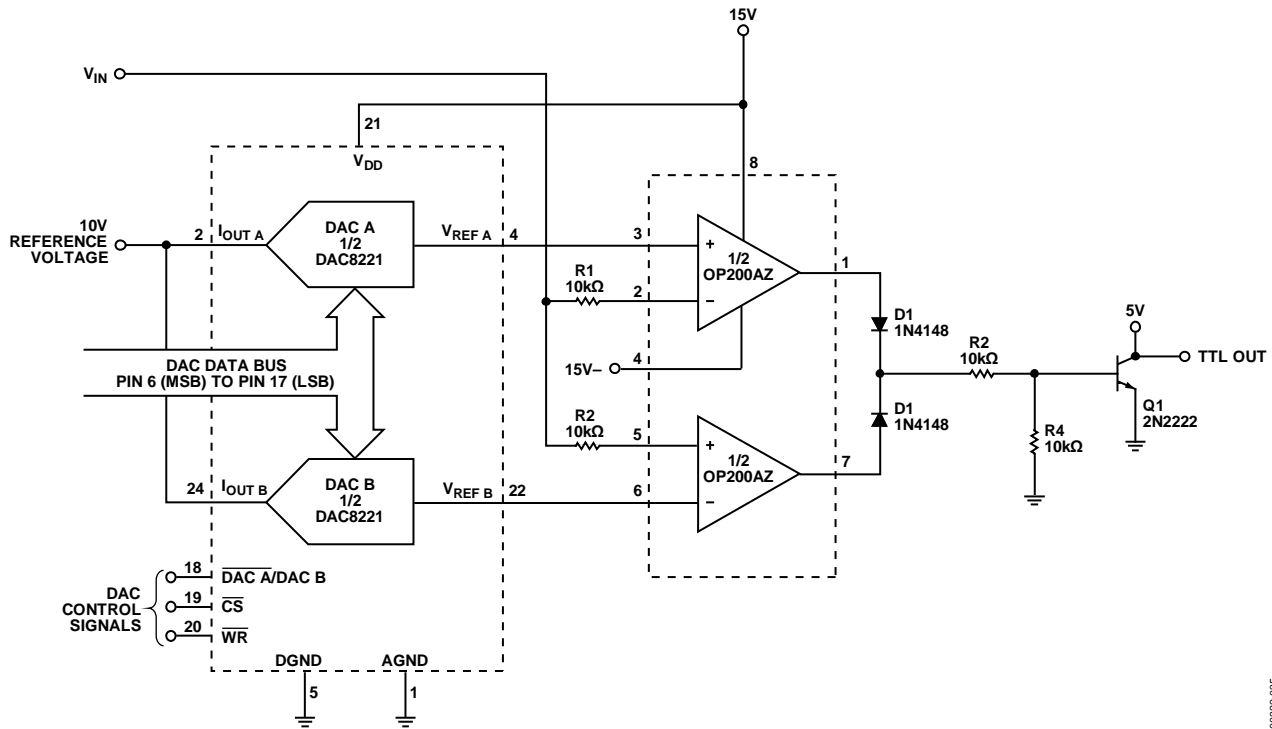 15V
V_IN
21
V_DD
8
10V
REFERENCE
VOLTAGE
2
I_OUT A
DAC A
1/2
DAC8221
V_REF A
4
3
+
1/2
OP200AZ
1
R1
10kΩ
2
−
D1
1N4148
5V
DAC DATA BUS
PIN 6 (MSB) TO PIN 17 (LSB)
15V–
4
R2
10kΩ
TTL OUT
R2
10kΩ
5
+
D1
1N4148
Q1
2N2222
R4
10kΩ
24
I_OUT B
DAC B
1/2
DAC8221
V_REF B
22
6
−
1/2
OP200AZ
7
DAC
CONTROL
SIGNALS
18
DAC A/DAC B
19
CS
20
WR
DGND
AGND
5
1